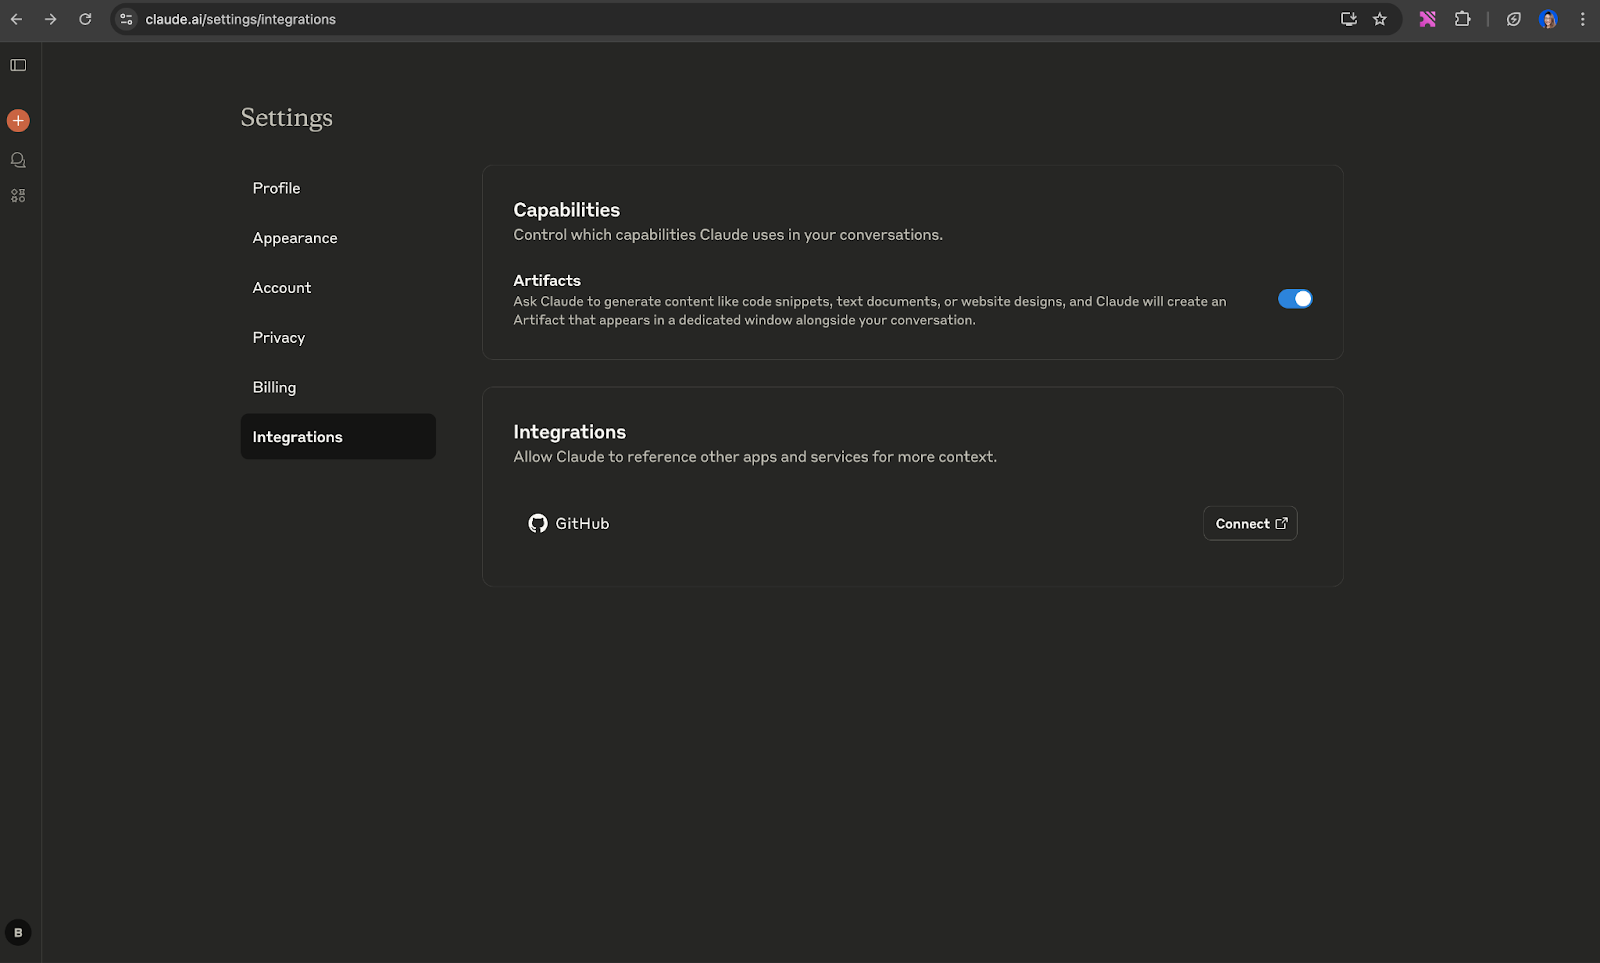 claude.ai/settings/integrations
Settings
Profile
Appearance
Account
Privacy
Billing
Integrations
Capabilities
Control which capabilities Claude uses in your conversations.
Artifacts
Ask Claude to generate content like code snippets, text documents, or website designs, and Claude will create an
Artifact that appears in a dedicated window alongside your conversation.
Integrations
Allow Claude to reference other apps and services for more context.
GitHub
Connect
B